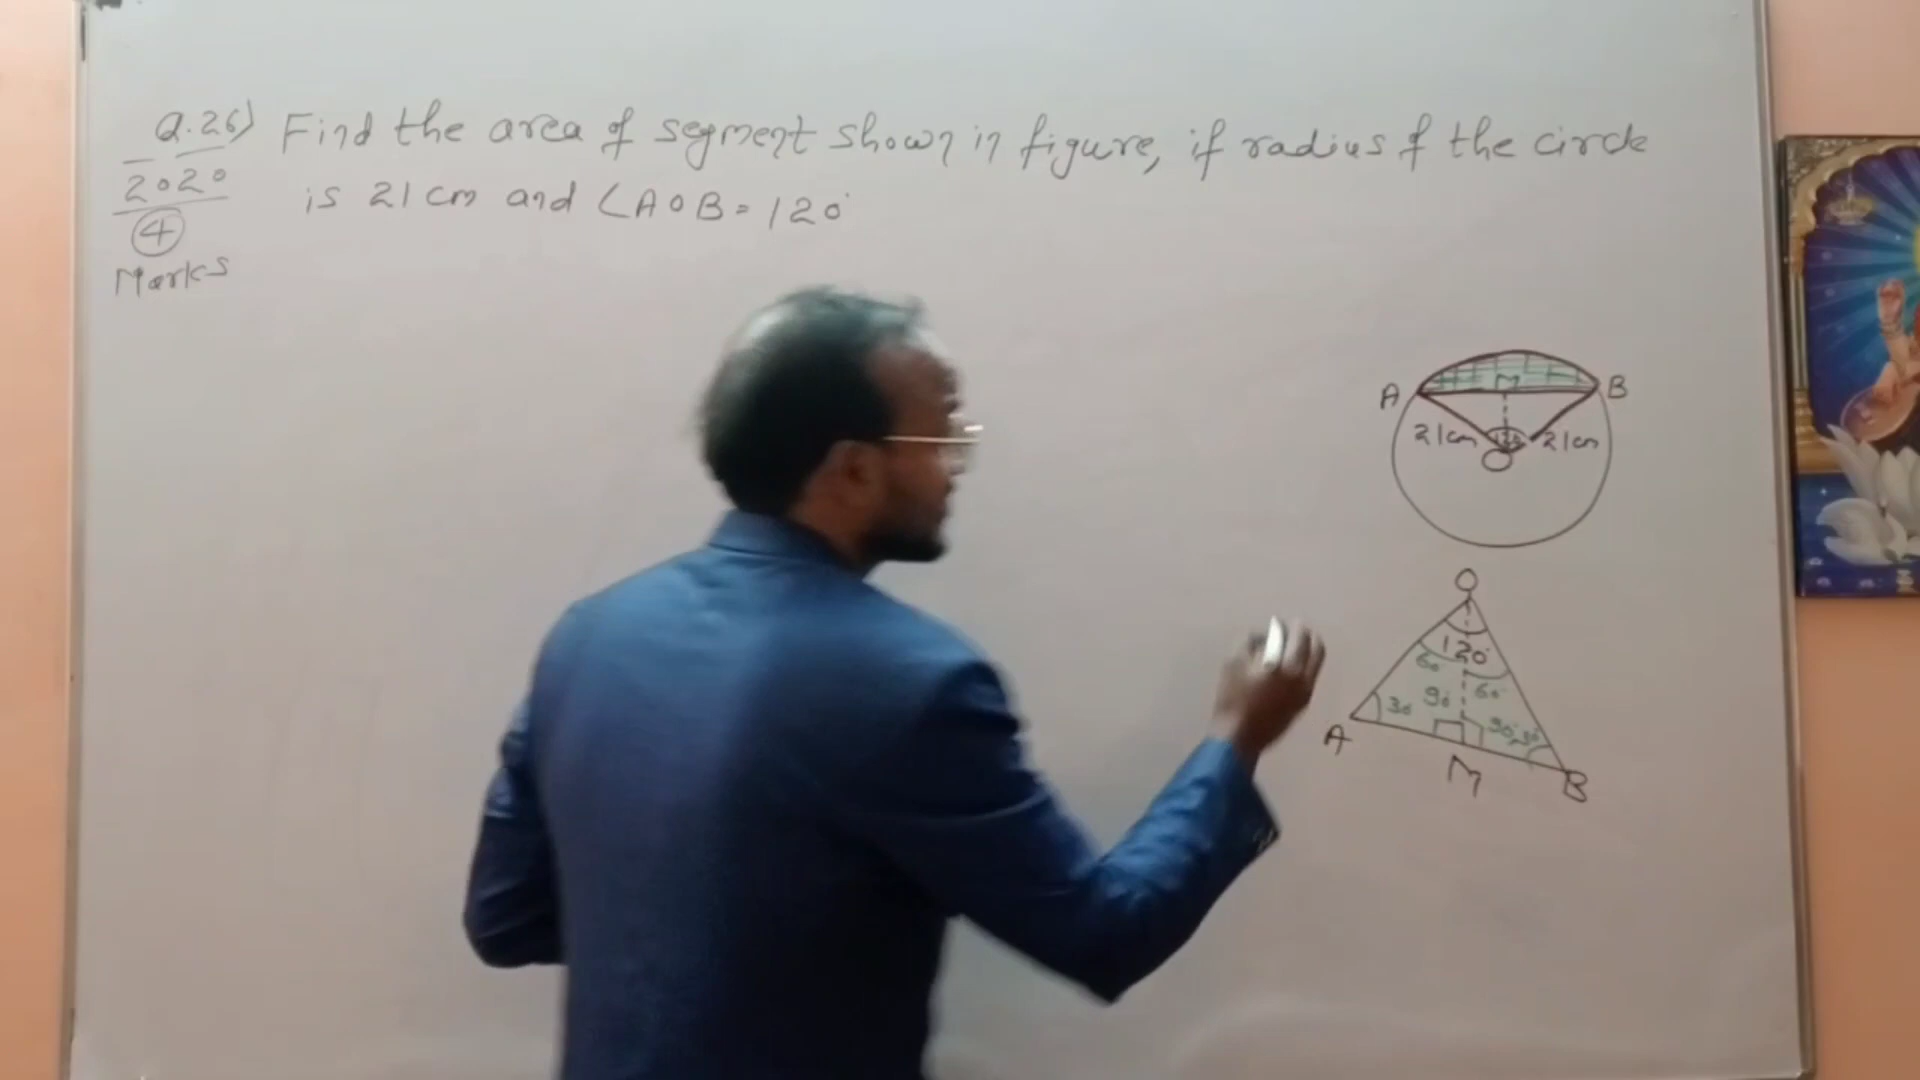 Q.26) Find the area of segment shown in figure, if radius of the circle
2020 is 21 cm and ∠AOB = 120°
4
Marks
A M B
21cm 120° 21cm
O
O
120°
60° 60°
30° 90° 90° 30°
A M B